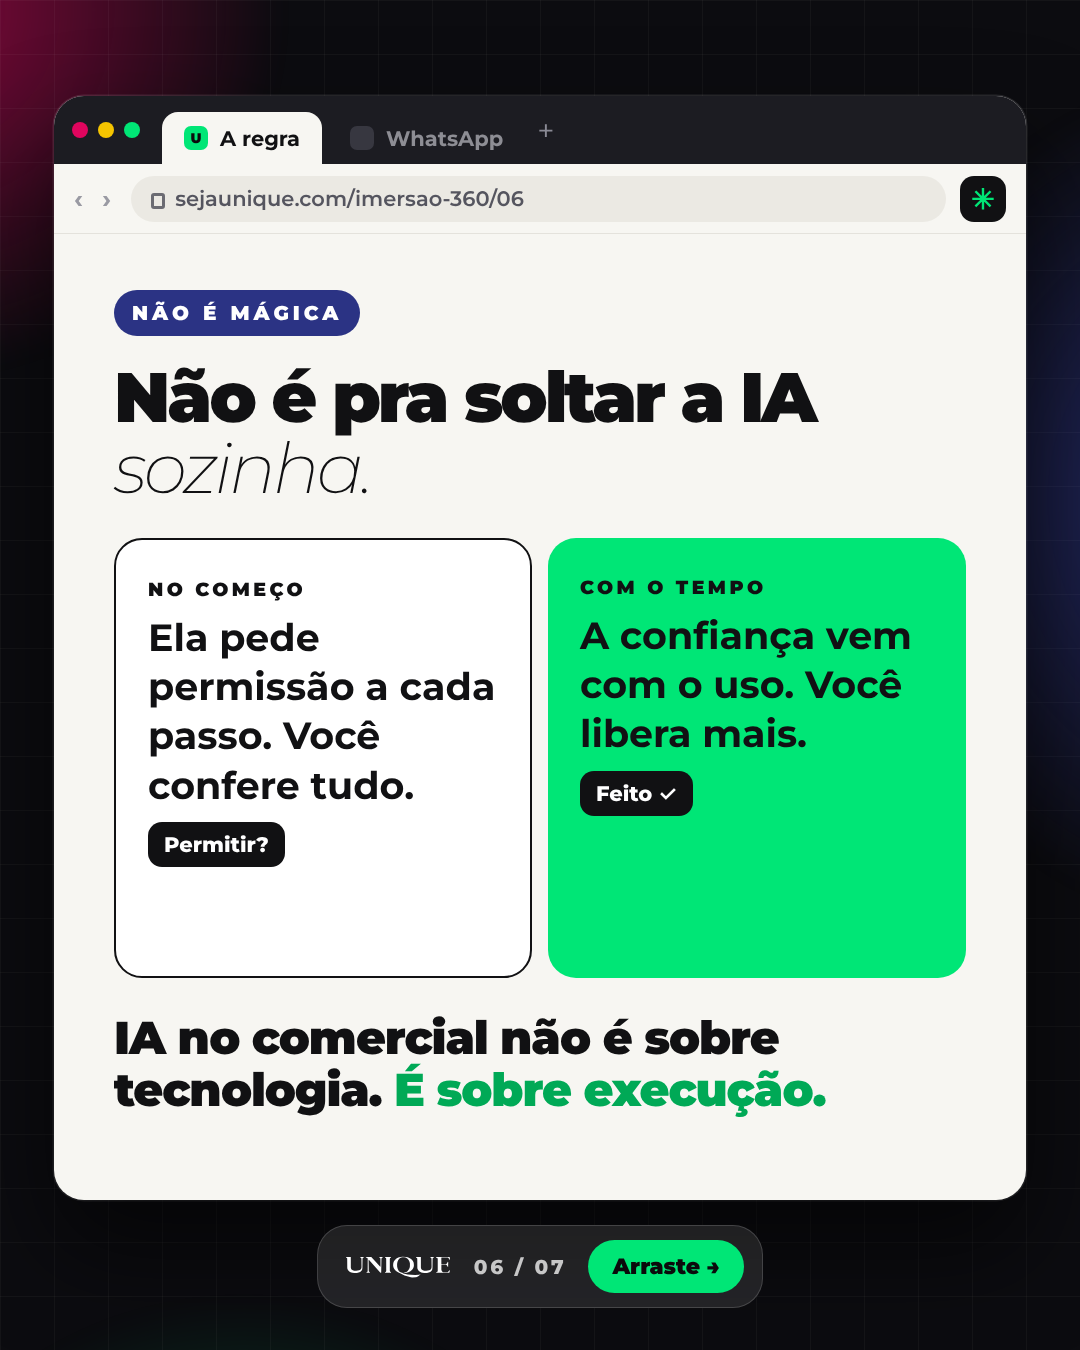 U A regra WhatsApp +
‹ › sejaunique.com/imersao-360/06
NÃO É MÁGICA
Não é pra soltar a IA
sozinha.
NO COMEÇO
Ela pede
permissão a cada
passo. Você
confere tudo.
Permitir?
COM O TEMPO
A confiança vem
com o uso. Você
libera mais.
Feito ✓
IA no comercial não é sobre
tecnologia. É sobre execução.
UNIQUE 06 / 07 Arraste →